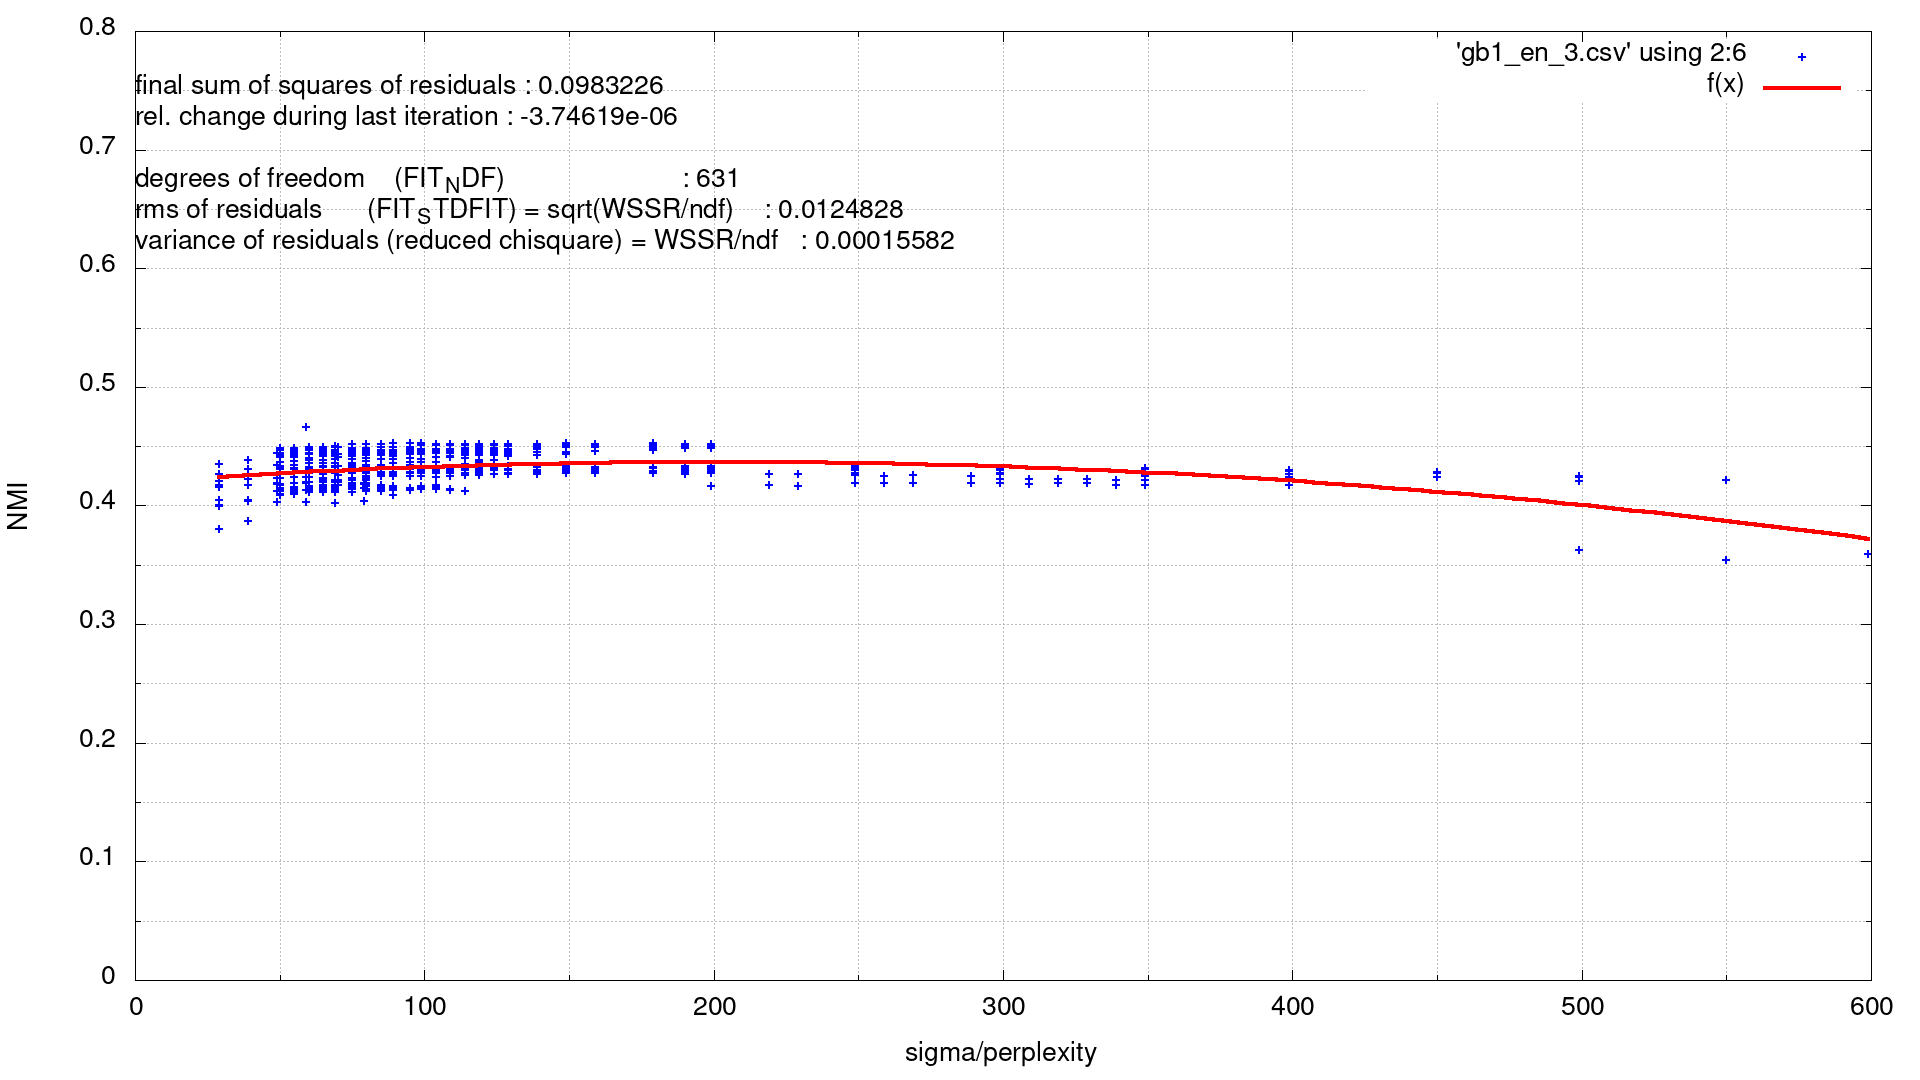 0.8
'gb1_en_3.csv' using 2:6
f(x)
final sum of squares of residuals : 0.0983226
rel. change during last iteration : -3.74619e-06
0.7
degrees of freedom (FIT_NDF) : 631
rms of residuals (FIT_STDFIT) = sqrt(WSSR/ndf) : 0.0124828
variance of residuals (reduced chisquare) = WSSR/ndf : 0.00015582
0.6
0.5
0.4
NMI
0.3
0.2
0.1
0
0 100 200 300 400 500 600
sigma/perplexity